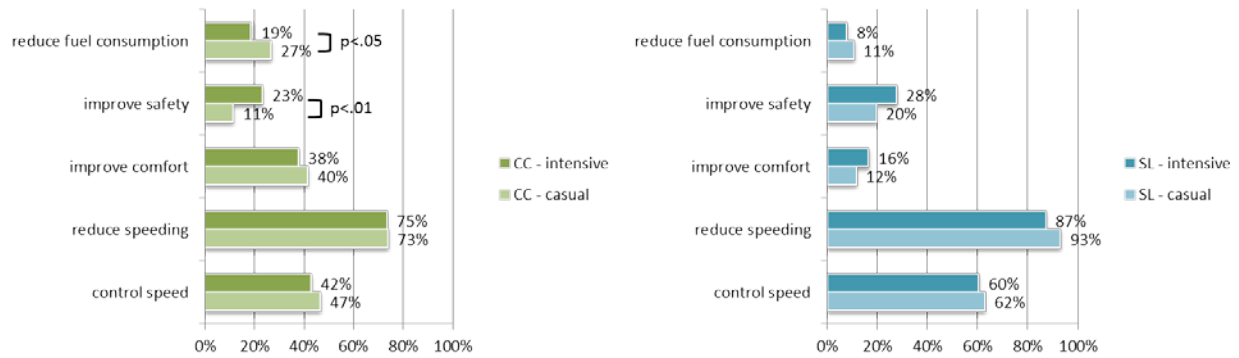 reduce fuel consumption
19%
27%
p<.05
improve safety
23%
11%
p<.01
improve comfort
38%
40%
reduce speeding
75%
73%
control speed
42%
47%
0% 20% 40% 60% 80% 100%
CC - intensive
CC - casual
reduce fuel consumption
8%
11%
improve safety
28%
20%
improve comfort
16%
12%
reduce speeding
87%
93%
control speed
60%
62%
0% 20% 40% 60% 80% 100%
SL - intensive
SL - casual